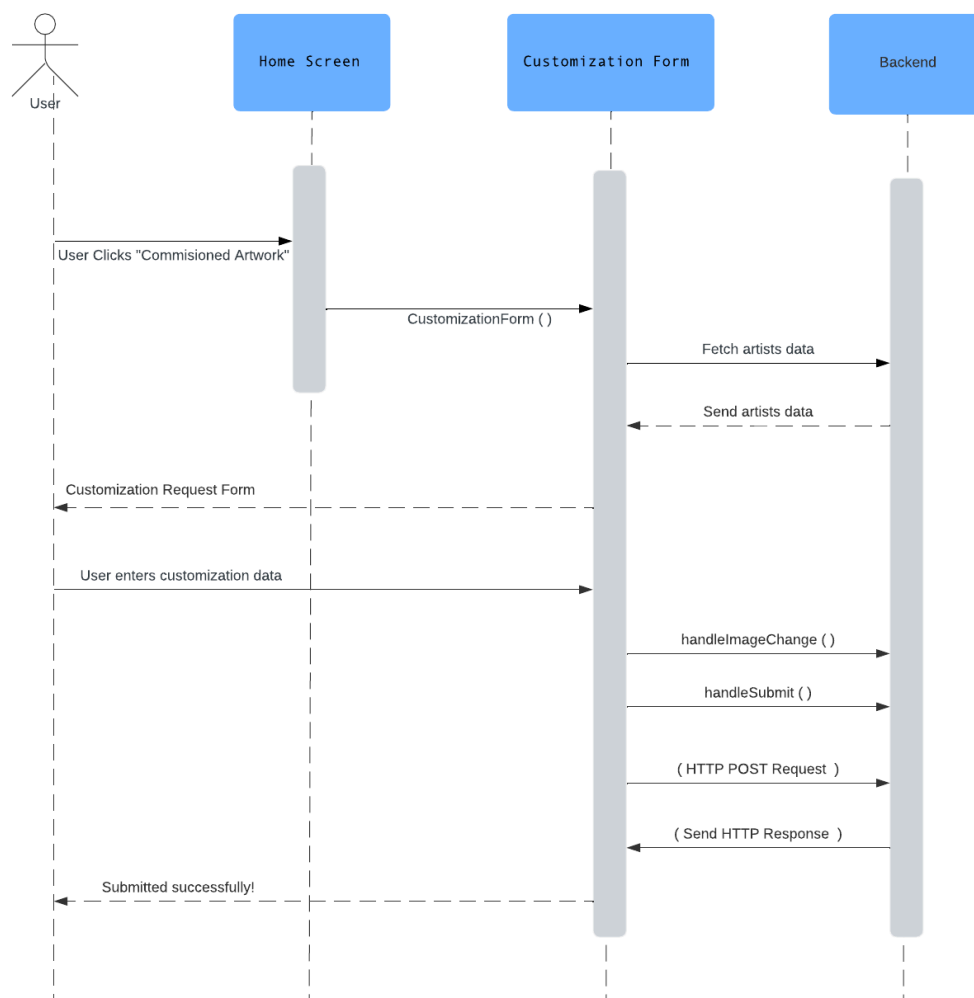 Home Screen
Customization Form
Backend
User
User Clicks "Commisioned Artwork"
CustomizationForm ( )
Fetch artists data
Send artists data
Customization Request Form
User enters customization data
handleImageChange ( )
handleSubmit ( )
( HTTP POST Request  )
( Send HTTP Response  )
Submitted successfully!